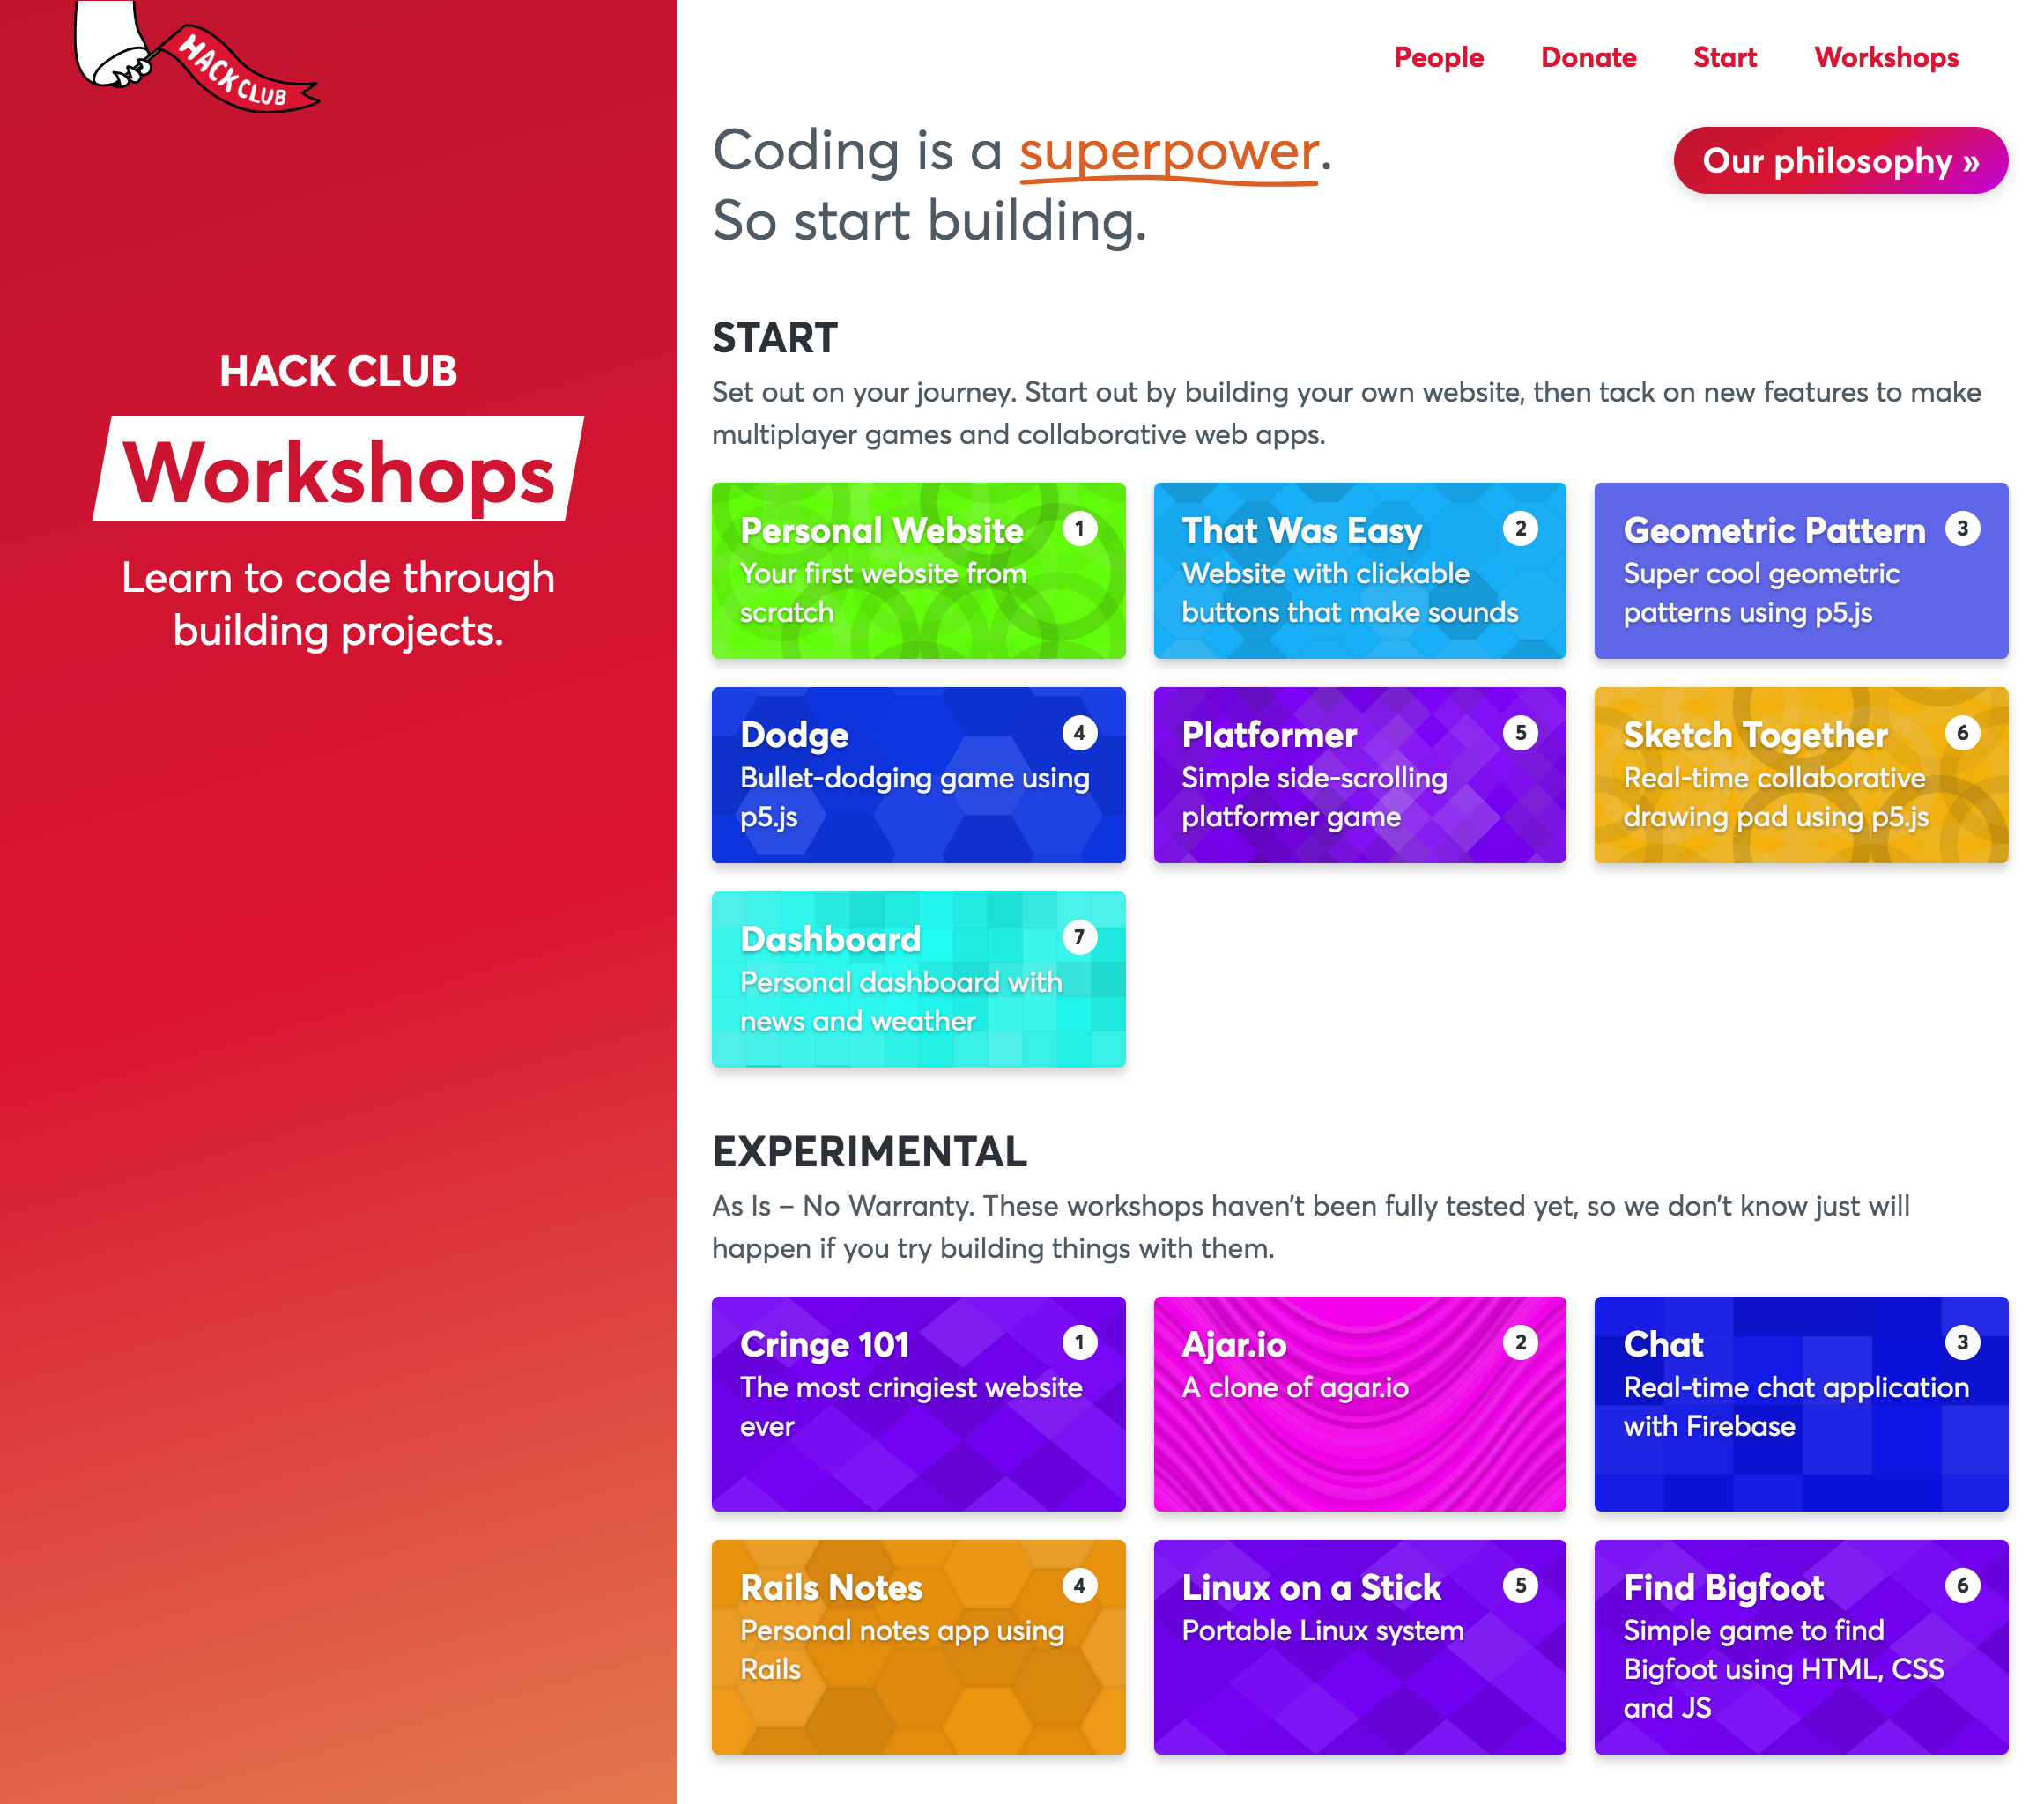 HACK CLUB
People Donate Start Workshops
Coding is a superpower.
So start building.
Our philosophy »
HACK CLUB
Workshops
Learn to code through
building projects.
START
Set out on your journey. Start out by building your own website, then tack on new features to make
multiplayer games and collaborative web apps.
Personal Website 1
Your first website from
scratch
That Was Easy 2
Website with clickable
buttons that make sounds
Geometric Pattern 3
Super cool geometric
patterns using p5.js
Dodge 4
Bullet-dodging game using
p5.js
Platformer 5
Simple side-scrolling
platformer game
Sketch Together 6
Real-time collaborative
drawing pad using p5.js
Dashboard 7
Personal dashboard with
news and weather
EXPERIMENTAL
As Is – No Warranty. These workshops haven't been fully tested yet, so we don't know just will
happen if you try building things with them.
Cringe 101 1
The most cringiest website
ever
Ajar.io 2
A clone of agar.io
Chat 3
Real-time chat application
with Firebase
Rails Notes 4
Personal notes app using
Rails
Linux on a Stick 5
Portable Linux system
Find Bigfoot 6
Simple game to find
Bigfoot using HTML, CSS
and JS